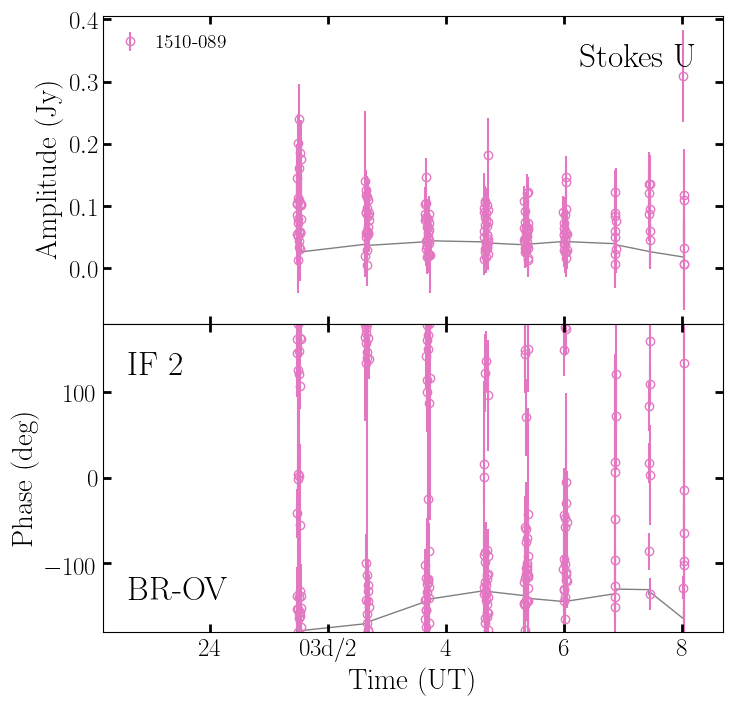 1510-089
Stokes U
Amplitude (Jy)
0.4
0.3
0.2
0.1
0.0
IF 2
BR-OV
Phase (deg)
100
0
−100
24
03d/2
4
6
8
Time (UT)